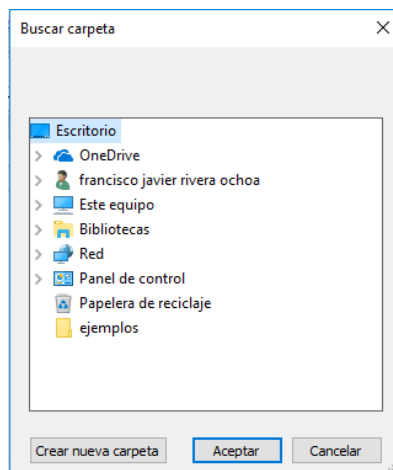 Buscar carpeta
Escritorio
OneDrive
francisco javier rivera ochoa
Este equipo
Bibliotecas
Red
Panel de control
Papelera de reciclaje
ejemplos
Crear nueva carpeta Aceptar Cancelar